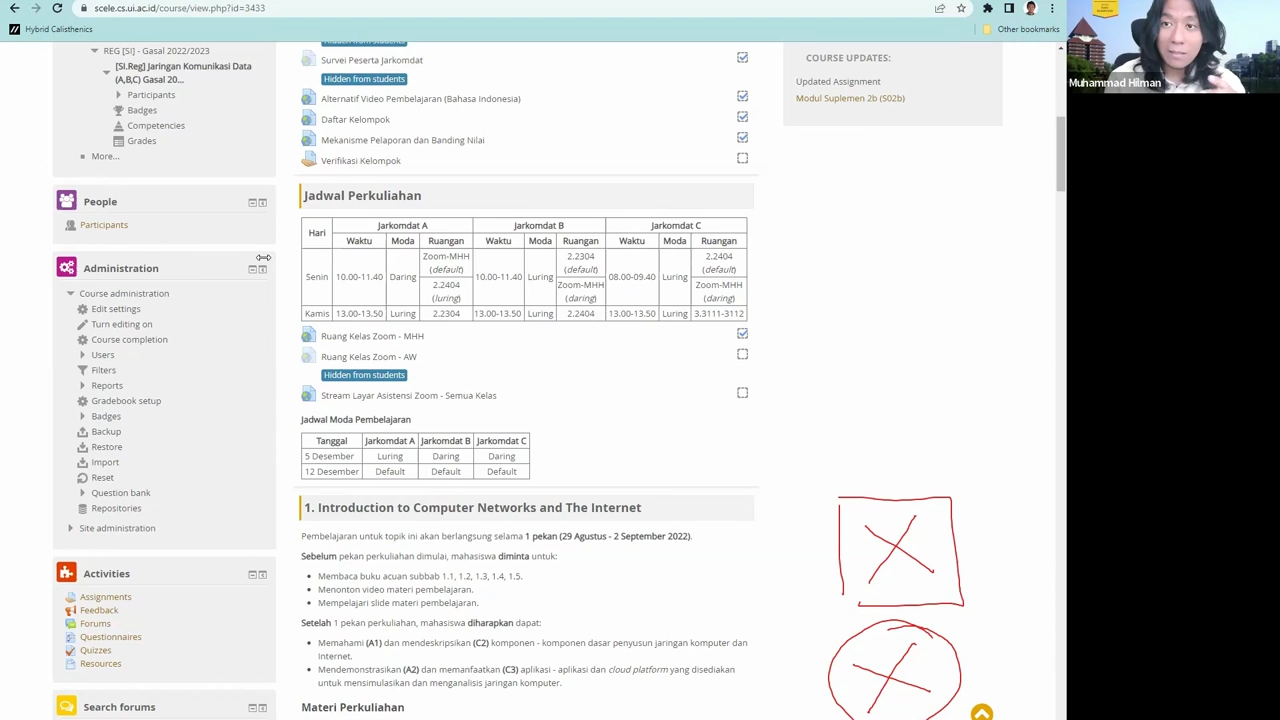 scele.cs.ui.ac.id/course/view.php?id=3433
Hybrid Calisthenics
Other bookmarks
REG [SI] - Gasal 2022/2023
[SI.Reg] Jaringan Komunikasi Data
(A,B,C) Gasal 20...
Participants
Badges
Competencies
Grades
More...
People
Participants
Administration
Course administration
Edit settings
Turn editing on
Course completion
Users
Filters
Reports
Gradebook setup
Badges
Backup
Restore
Import
Reset
Question bank
Repositories
Site administration
Activities
Assignments
Feedback
Forums
Questionnaires
Quizzes
Resources
Search forums
Hidden from students
Survei Peserta Jarkomdat
Hidden from students
Alternatif Video Pembelajaran (Bahasa Indonesia)
Daftar Kelompok
Mekanisme Pelaporan dan Banding Nilai
Verifikasi Kelompok
Jadwal Perkuliahan
Hari Jarkomdat A Jarkomdat B Jarkomdat C
Waktu Moda Ruangan Waktu Moda Ruangan Waktu Moda Ruangan
Senin 10.00-11.40 Daring Zoom-MHH (default) 2.2404 (luring) 10.00-11.40 Luring 2.2304 (default) Zoom-MHH (daring) 08.00-09.40 Luring 2.2404 (default) Zoom-MHH (daring)
Kamis 13.00-13.50 Luring 2.2304 13.00-13.50 Luring 2.2404 13.00-13.50 Luring 3.3111-3112
Ruang Kelas Zoom - MHH
Ruang Kelas Zoom - AW
Hidden from students
Stream Layar Asistensi Zoom - Semua Kelas
Jadwal Moda Pembelajaran
Tanggal Jarkomdat A Jarkomdat B Jarkomdat C
5 Desember Luring Daring Daring
12 Desember Default Default Default
1. Introduction to Computer Networks and The Internet
Pembelajaran untuk topik ini akan berlangsung selama 1 pekan (29 Agustus - 2 September 2022).
Sebelum pekan perkuliahan dimulai, mahasiswa diminta untuk:
Membaca buku acuan subbab 1.1, 1.2, 1.3, 1.4, 1.5.
Menonton video materi pembelajaran.
Mempelajari slide materi pembelajaran.
Setelah 1 pekan perkuliahan, mahasiswa diharapkan dapat:
Memahami (A1) dan mendeskripsikan (C2) komponen - komponen dasar penyusun jaringan komputer dan
internet.
Mendemonstrasikan (A2) dan memanfaatkan (C3) aplikasi - aplikasi dan cloud platform yang disediakan
untuk mensimulasikan dan menganalisis jaringan komputer.
Materi Perkuliahan
COURSE UPDATES:
Updated Assignment
Modul Suplemen 2b (S02b)
Muhammad Hilman